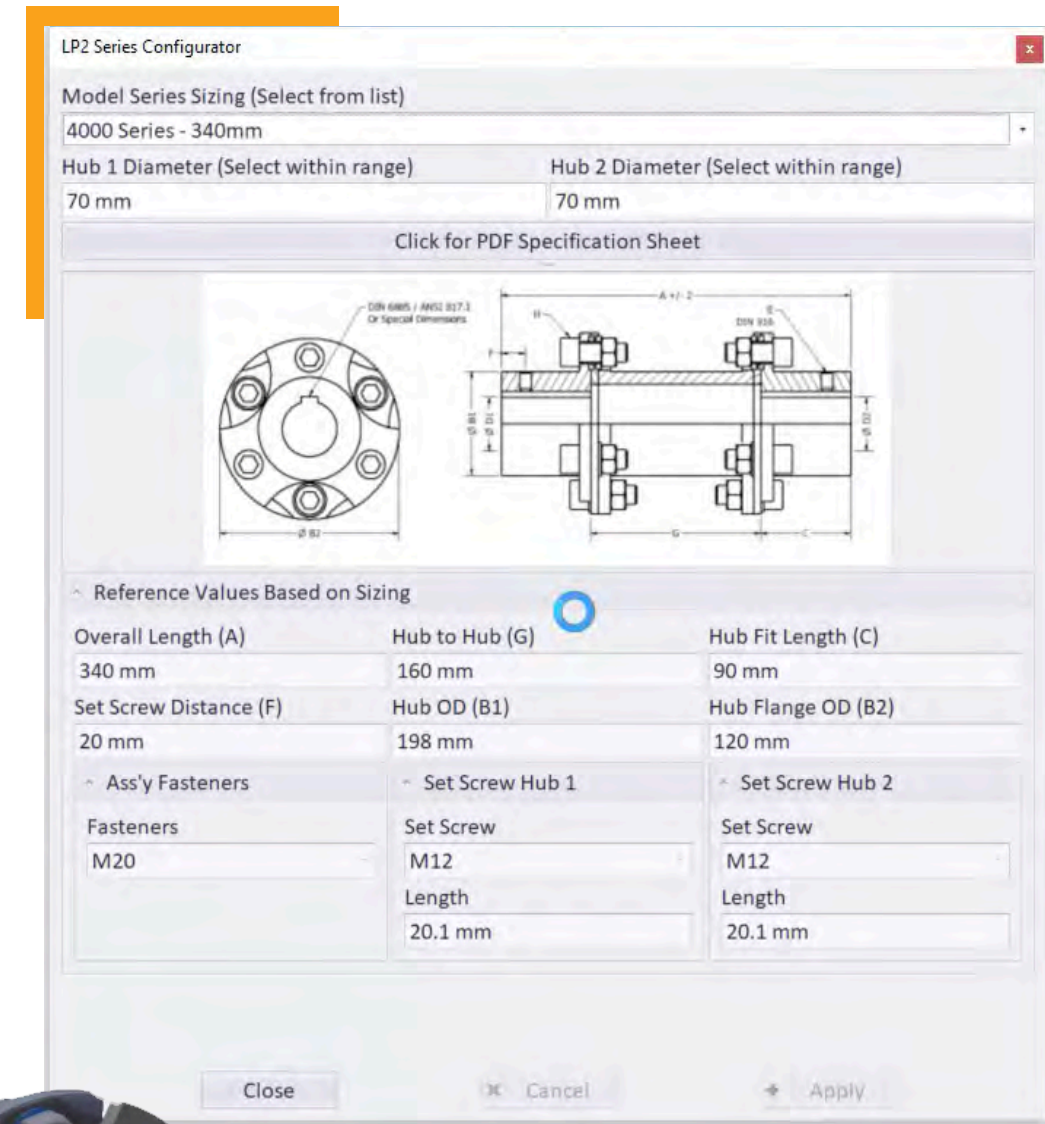 LP2 Series Configurator
x
Model Series Sizing (Select from list)
4000 Series - 340mm
Hub 1 Diameter (Select within range) Hub 2 Diameter (Select within range)
70 mm 70 mm
Click for PDF Specification Sheet
DIN 6885 / ANSI B17.1
Or Special Dimensions
A +/- 2
H
E
DIN 916
F
Ø B1
Ø D1
Ø D2
Ø B2
G
C
Reference Values Based on Sizing
Overall Length (A) Hub to Hub (G) Hub Fit Length (C)
340 mm 160 mm 90 mm
Set Screw Distance (F) Hub OD (B1) Hub Flange OD (B2)
20 mm 198 mm 120 mm
Ass'y Fasteners Set Screw Hub 1 Set Screw Hub 2
Fasteners Set Screw Set Screw
M20 M12 M12
Length Length
20.1 mm 20.1 mm
Close Cancel Apply